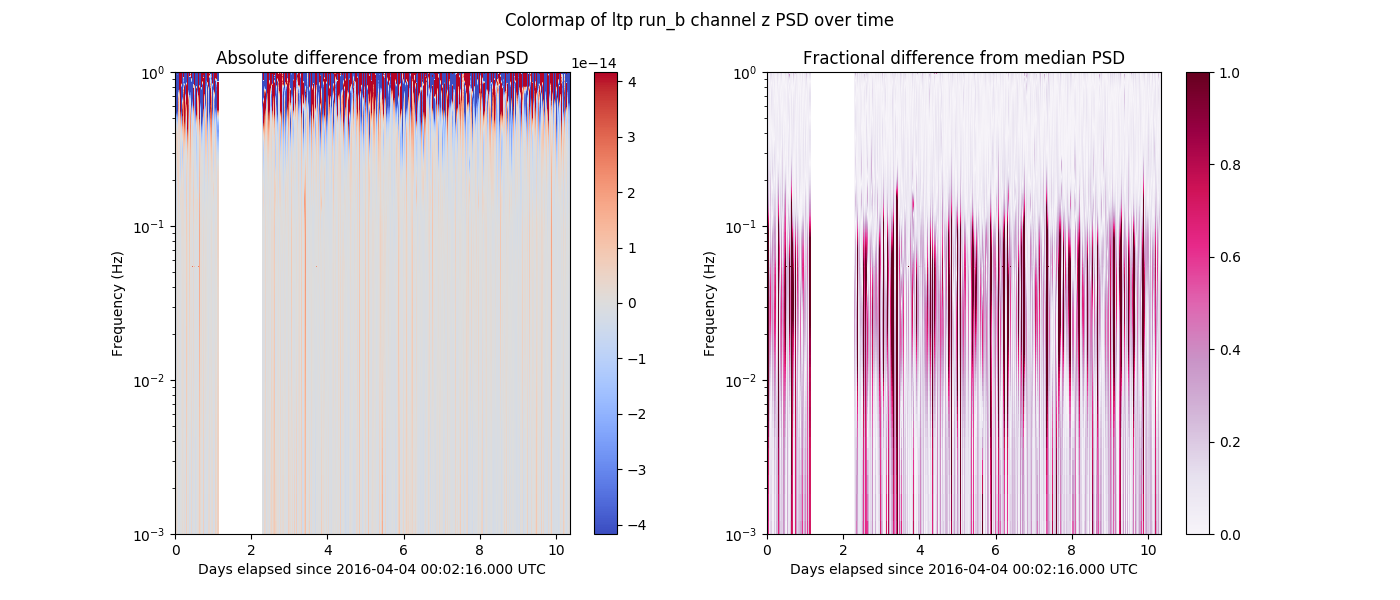 Colormap of ltp run_b channel z PSD over time
Absolute difference from median PSD
1e−14
Frequency (Hz)
10⁰
10⁻¹
10⁻²
10⁻³
0 2 4 6 8 10
Days elapsed since 2016-04-04 00:02:16.000 UTC
4
3
2
1
0
−1
−2
−3
−4
Fractional difference from median PSD
Frequency (Hz)
10⁰
10⁻¹
10⁻²
10⁻³
0 2 4 6 8 10
Days elapsed since 2016-04-04 00:02:16.000 UTC
1.0
0.8
0.6
0.4
0.2
0.0